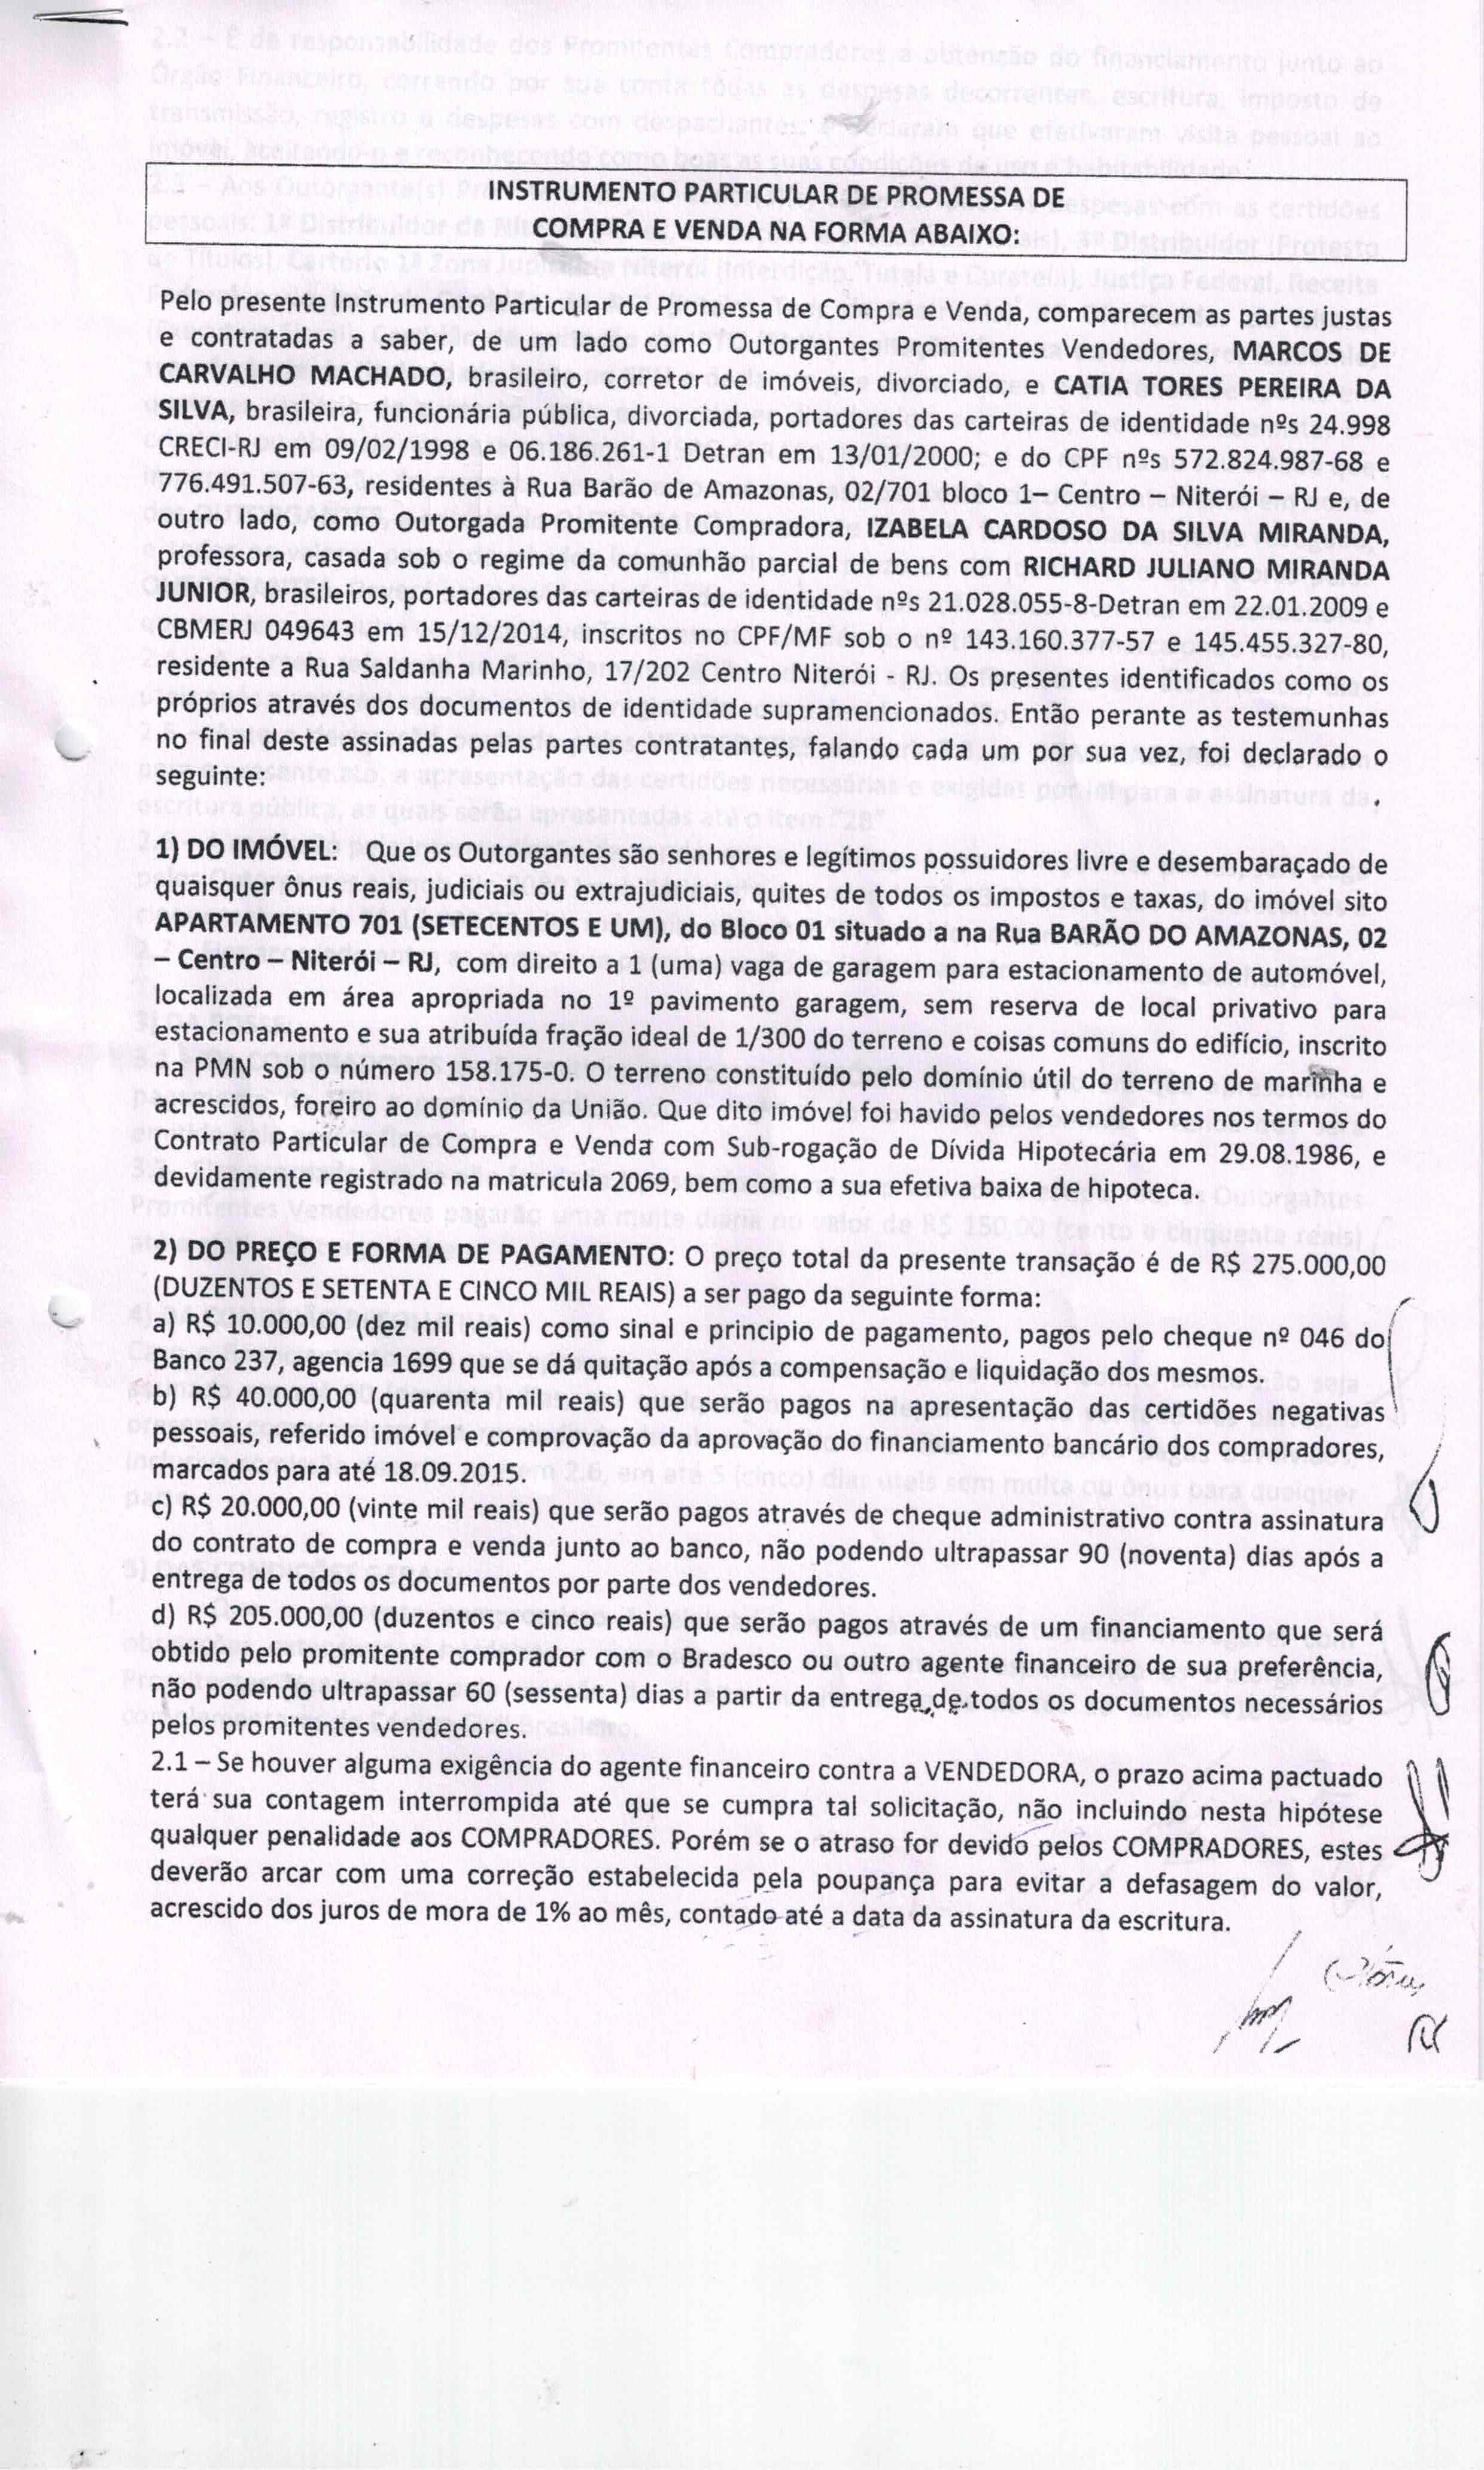 INSTRUMENTO PARTICULAR DE PROMESSA DE
COMPRA E VENDA NA FORMA ABAIXO:
Pelo presente Instrumento Particular de Promessa de Compra e Venda, comparecem as partes justas
e contratadas a saber, de um lado como Outorgantes Promitentes Vendedores, MARCOS DE
CARVALHO MACHADO, brasileiro, corretor de imóveis, divorciado, e CATIA TORES PEREIRA DA
SILVA, brasileira, funcionária pública, divorciada, portadores das carteiras de identidade nºs 24.998
CRECI-RJ em 09/02/1998 e 06.186.261-1 Detran em 13/01/2000; e do CPF nºs 572.824.987-68 e
776.491.507-63, residentes à Rua Barão de Amazonas, 02/701 bloco 1– Centro – Niterói – RJ e, de
outro lado, como Outorgada Promitente Compradora, IZABELA CARDOSO DA SILVA MIRANDA,
professora, casada sob o regime da comunhão parcial de bens com RICHARD JULIANO MIRANDA
JUNIOR, brasileiros, portadores das carteiras de identidade nºs 21.028.055-8-Detran em 22.01.2009 e
CBMERJ 049643 em 15/12/2014, inscritos no CPF/MF sob o nº 143.160.377-57 e 145.455.327-80,
residente a Rua Saldanha Marinho, 17/202 Centro Niterói - RJ. Os presentes identificados como os
próprios através dos documentos de identidade supramencionados. Então perante as testemunhas
no final deste assinadas pelas partes contratantes, falando cada um por sua vez, foi declarado o
seguinte:
1) DO IMÓVEL: Que os Outorgantes são senhores e legítimos possuidores livre e desembaraçado de
quaisquer ônus reais, judiciais ou extrajudiciais, quites de todos os impostos e taxas, do imóvel sito
APARTAMENTO 701 (SETECENTOS E UM), do Bloco 01 situado a na Rua BARÃO DO AMAZONAS, 02
– Centro – Niterói – RJ, com direito a 1 (uma) vaga de garagem para estacionamento de automóvel,
localizada em área apropriada no 1º pavimento garagem, sem reserva de local privativo para
estacionamento e sua atribuída fração ideal de 1/300 do terreno e coisas comuns do edifício, inscrito
na PMN sob o número 158.175-0. O terreno constituído pelo domínio útil do terreno de marinha e
acrescidos, foreiro ao domínio da União. Que dito imóvel foi havido pelos vendedores nos termos do
Contrato Particular de Compra e Venda com Sub-rogação de Dívida Hipotecária em 29.08.1986, e
devidamente registrado na matricula 2069, bem como a sua efetiva baixa de hipoteca.
2) DO PREÇO E FORMA DE PAGAMENTO: O preço total da presente transação é de R$ 275.000,00
(DUZENTOS E SETENTA E CINCO MIL REAIS) a ser pago da seguinte forma:
a) R$ 10.000,00 (dez mil reais) como sinal e principio de pagamento, pagos pelo cheque nº 046 do
Banco 237, agencia 1699 que se dá quitação após a compensação e liquidação dos mesmos.
b) R$ 40.000,00 (quarenta mil reais) que serão pagos na apresentação das certidões negativas
pessoais, referido imóvel e comprovação da aprovação do financiamento bancário dos compradores,
marcados para até 18.09.2015.
c) R$ 20.000,00 (vinte mil reais) que serão pagos através de cheque administrativo contra assinatura
do contrato de compra e venda junto ao banco, não podendo ultrapassar 90 (noventa) dias após a
entrega de todos os documentos por parte dos vendedores.
d) R$ 205.000,00 (duzentos e cinco reais) que serão pagos através de um financiamento que será
obtido pelo promitente comprador com o Bradesco ou outro agente financeiro de sua preferência,
não podendo ultrapassar 60 (sessenta) dias a partir da entrega de todos os documentos necessários
pelos promitentes vendedores.
2.1 – Se houver alguma exigência do agente financeiro contra a VENDEDORA, o prazo acima pactuado
terá sua contagem interrompida até que se cumpra tal solicitação, não incluindo nesta hipótese
qualquer penalidade aos COMPRADORES. Porém se o atraso for devido pelos COMPRADORES, estes
deverão arcar com uma correção estabelecida pela poupança para evitar a defasagem do valor,
acrescido dos juros de mora de 1% ao mês, contado até a data da assinatura da escritura.